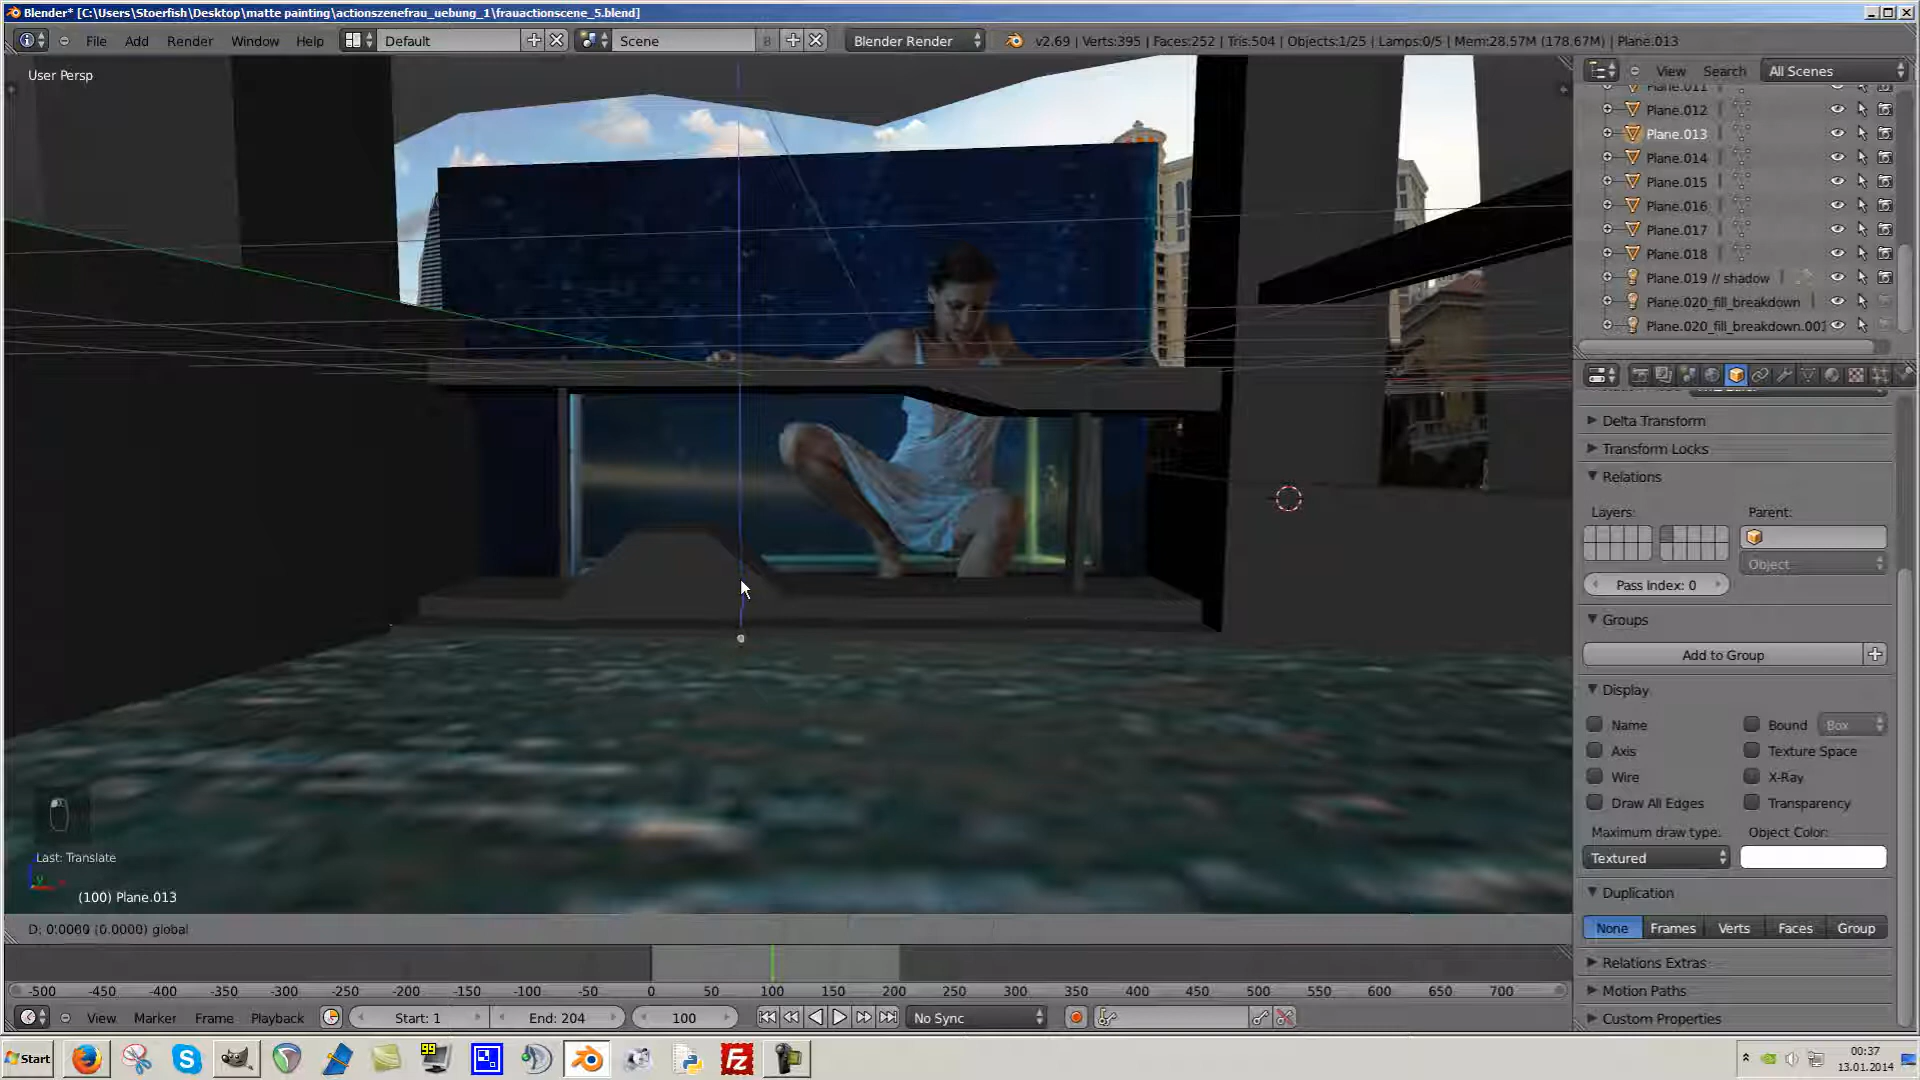 Blender* [C:\Users\Stoerfish\Desktop\matte painting\actionszenefrau_uebung_1\frauactionscene_5.blend]
File Add Render Window Help Default Scene Blender Render v2.69 | Verts:395 | Faces:252 | Tris:504 | Objects:1/25 | Lamps:0/5 | Mem:28.57M (178.67M) | Plane.013
User Persp
View Search All Scenes
Plane.011
Plane.012
Plane.013
Plane.014
Plane.015
Plane.016
Plane.017
Plane.018
Plane.019 // shadow
Plane.020_fill_breakdown
Plane.020_fill_breakdown.001
Delta Transform
Transform Locks
Relations
Layers: Parent:
Object
Pass Index: 0
Groups
Add to Group
Display
Name Bound Box
Axis Texture Space
Wire X-Ray
Draw All Edges Transparency
Maximum draw type: Object Color:
Textured
Duplication
None Frames Verts Faces Group
Relations Extras
Motion Paths
Custom Properties
Last: Translate
(100) Plane.013
D: 0.0000 (0.0000) global
-500 -450 -400 -350 -300 -250 -200 -150 -100 -50 0 50 100 150 200 250 300 350 400 450 500 550 600 650 700
View Marker Frame Playback Start: 1 End: 204 100 No Sync
Start 99 Fz 00:37
13.01.2014